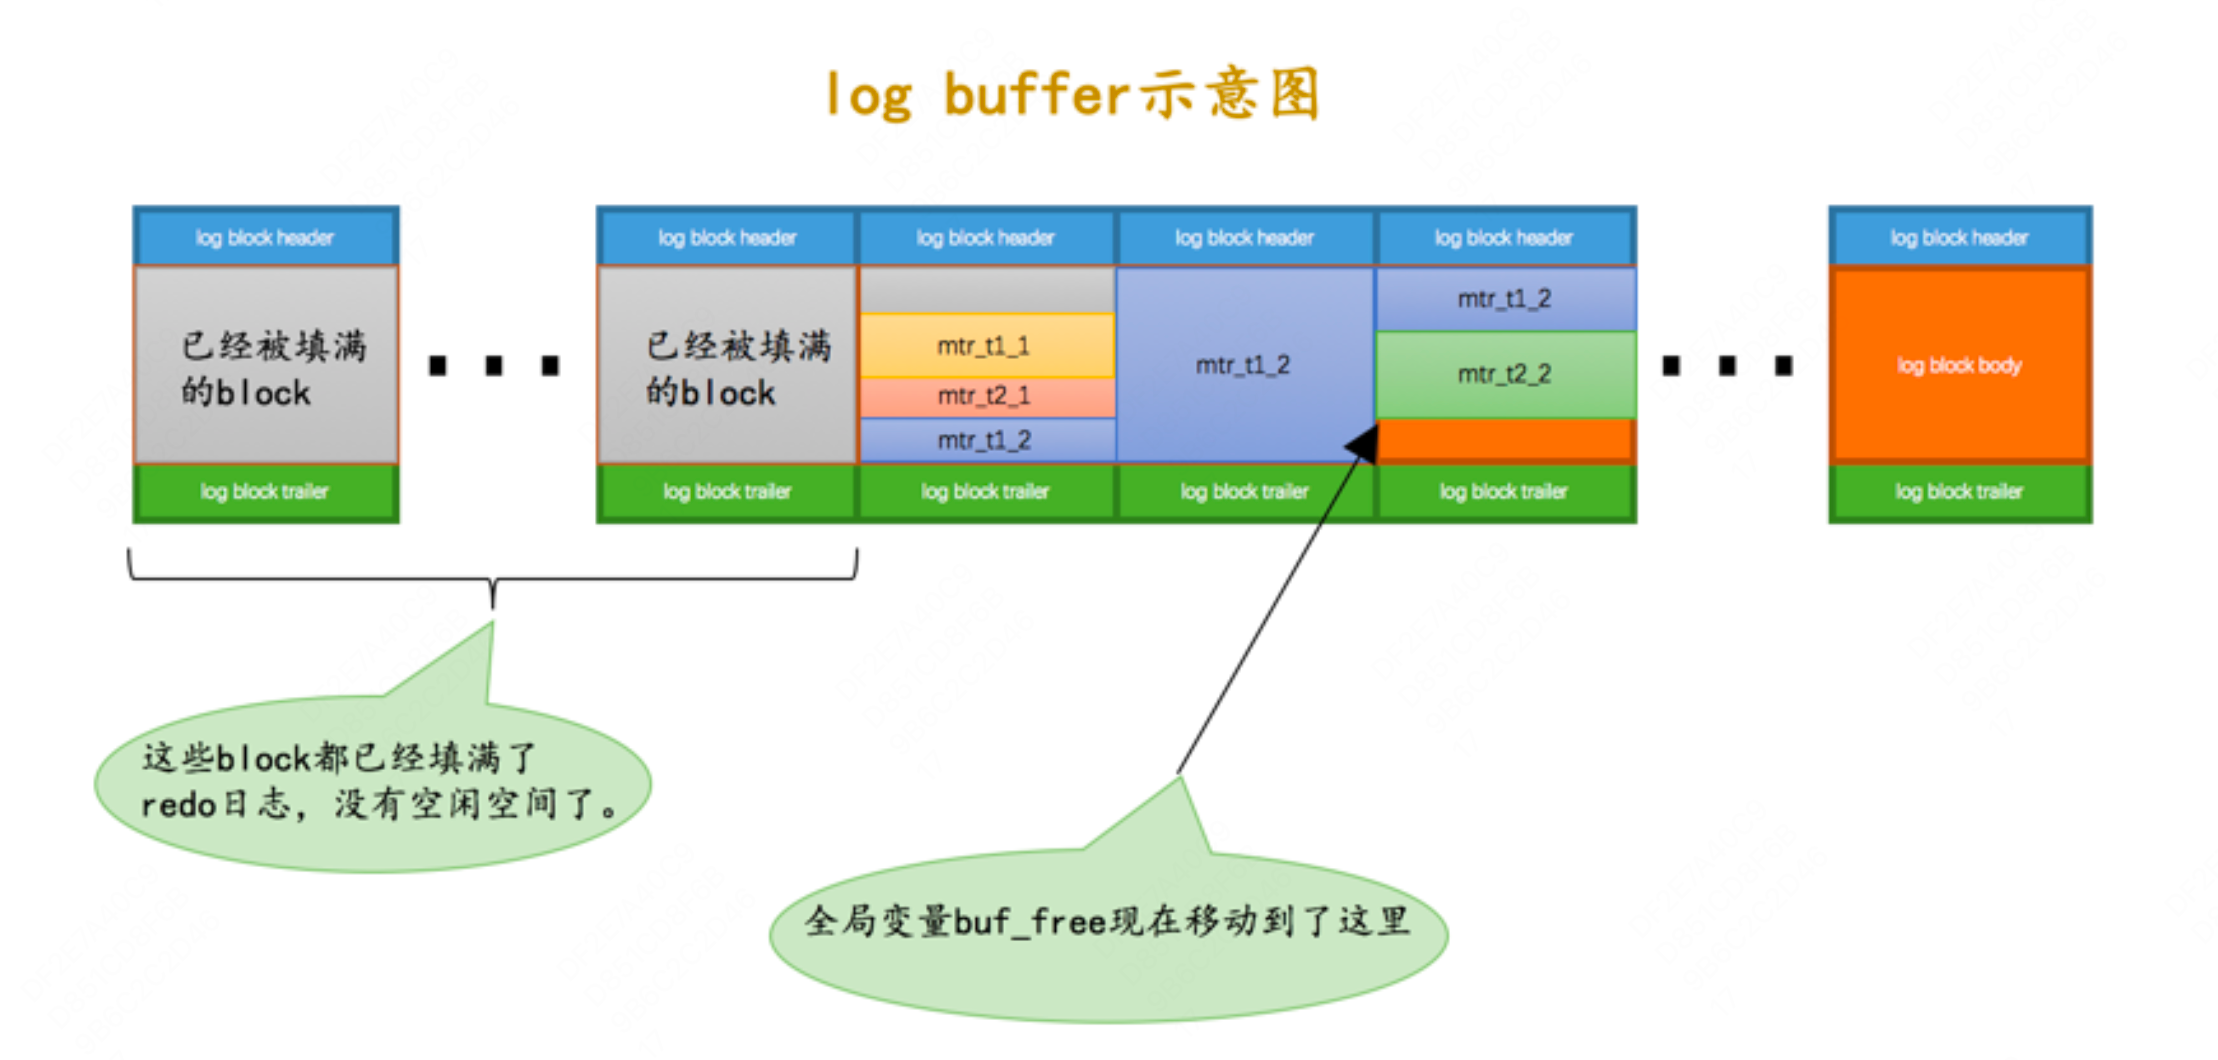 log buffer示意图
log block header
log block header
log block header
log block header
log block header
log block header
已经被填满
的block
已经被填满
的block
mtr_t1_1
mtr_t2_1
mtr_t1_2
mtr_t1_2
mtr_t1_2
mtr_t2_2
log block body
log block trailer
log block trailer
log block trailer
log block trailer
log block trailer
log block trailer
这些block都已经填满了
redo日志，没有空闲空间了。
全局变量buf_free现在移动到了这里